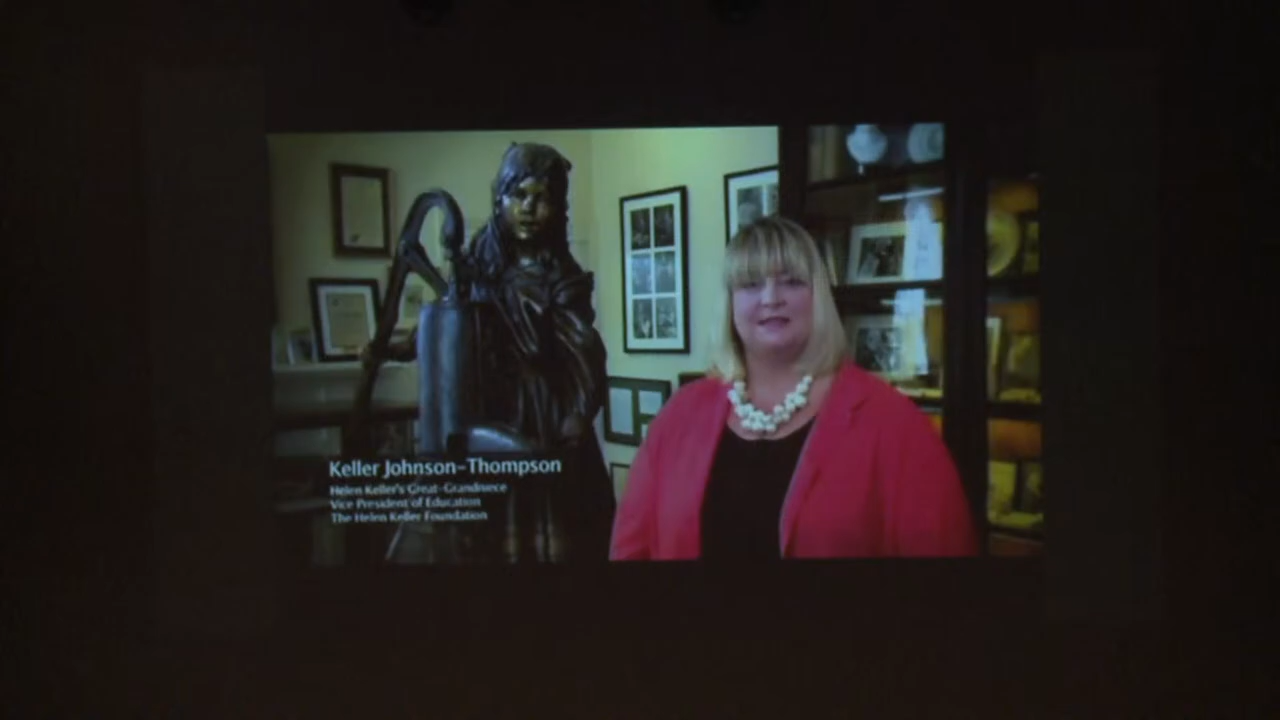 Keller Johnson-Thompson
Helen Keller's Great-Grandniece
Vice President of Education
The Helen Keller Foundation